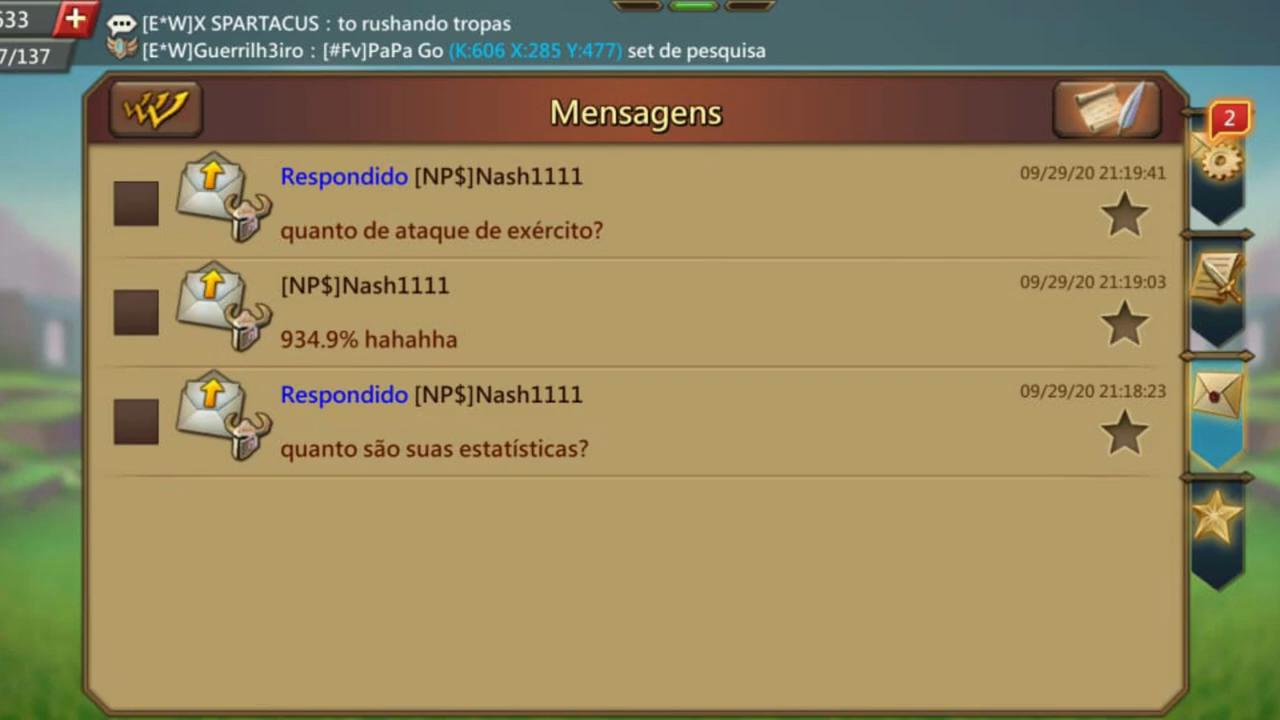 533
[E*W]X SPARTACUS : to rushando tropas
7/137
[E*W]Guerrilh3iro : [#Fv]PaPa Go (K:606 X:285 Y:477) set de pesquisa
Mensagens
2
Respondido [NP$]Nash1111
09/29/20 21:19:41
quanto de ataque de exército?
[NP$]Nash1111
09/29/20 21:19:03
934.9% hahahha
Respondido [NP$]Nash1111
09/29/20 21:18:23
quanto são suas estatísticas?